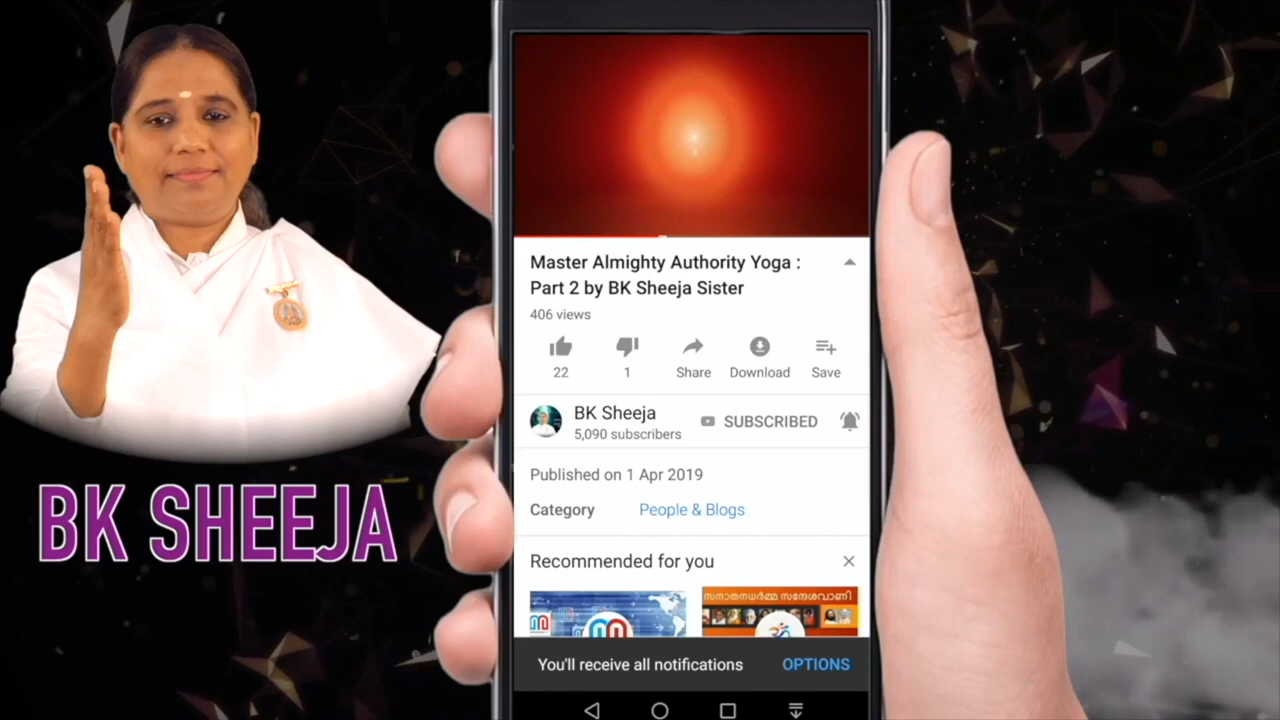 BK SHEEJA
Master Almighty Authority Yoga :
Part 2 by BK Sheeja Sister
406 views
22
1
Share
Download
Save
BK Sheeja
5,090 subscribers
SUBSCRIBED
Published on 1 Apr 2019
Category
People & Blogs
Recommended for you
സനാതനധർമ്മ സന്ദേശവാണി
You'll receive all notifications
OPTIONS